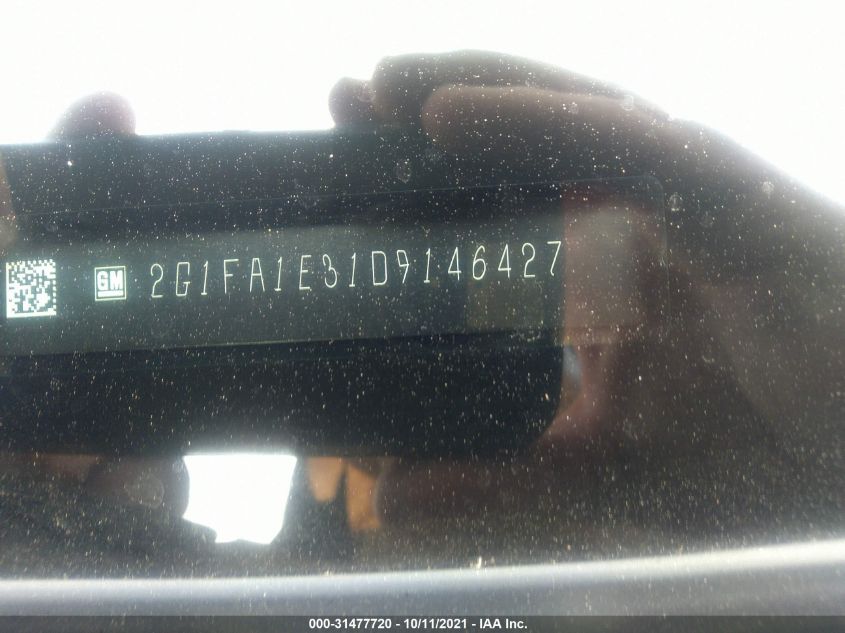 GM 2G1FA1E31D9146427
000-31477720 - 10/11/2021 - IAA Inc.